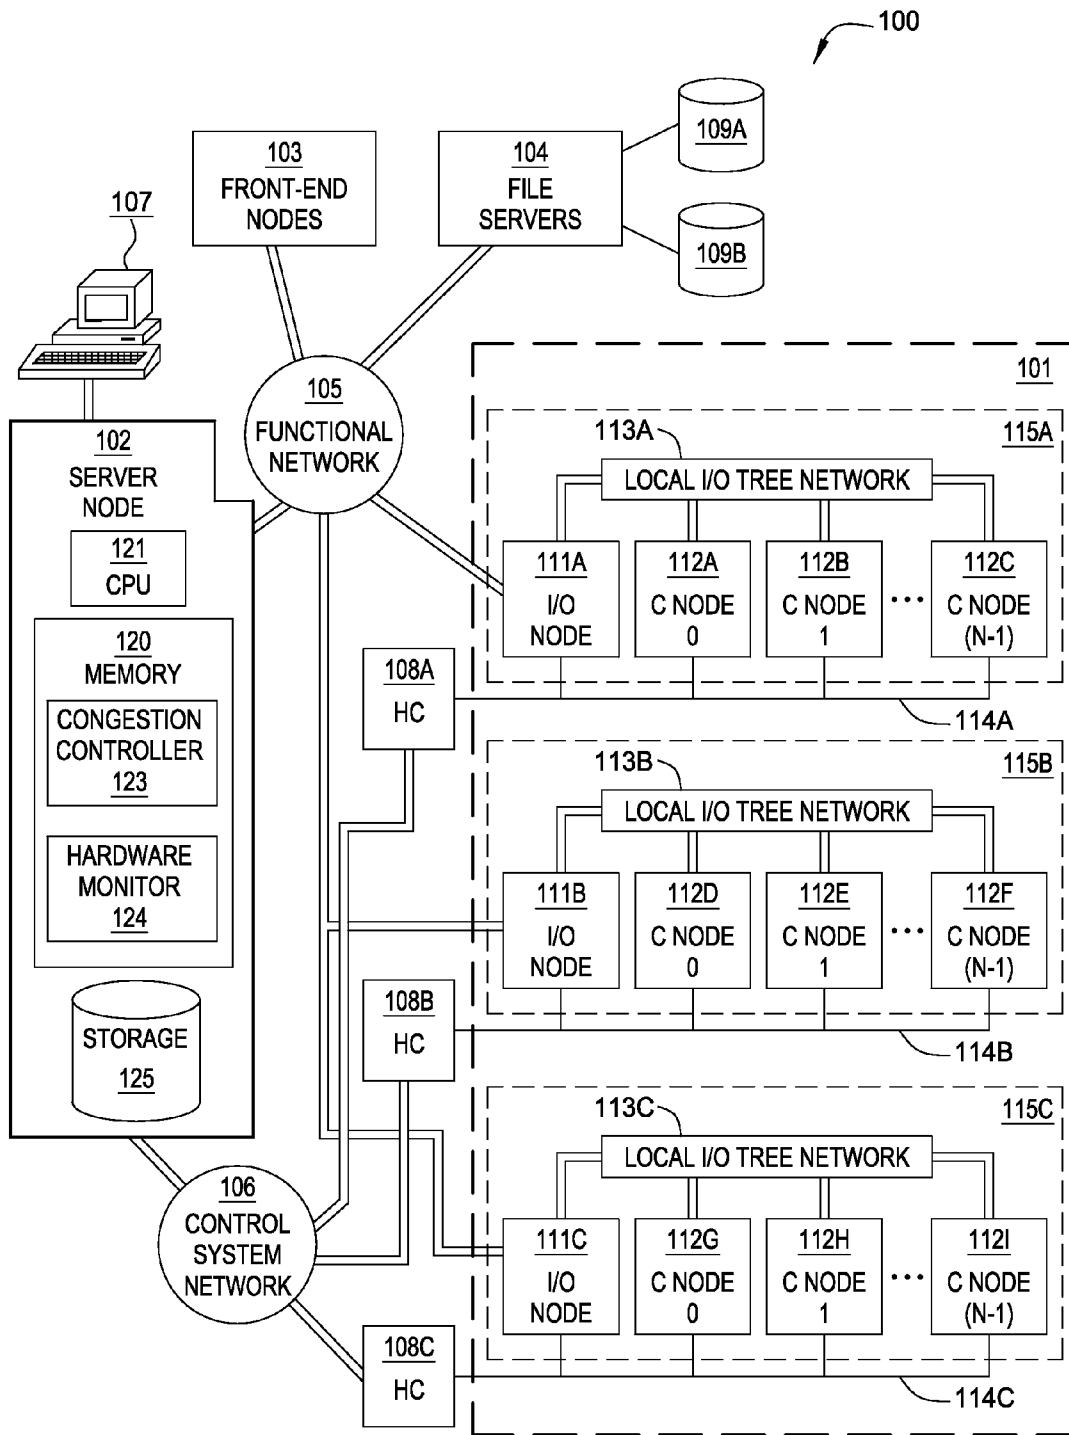 100
103
FRONT-END
NODES
104
FILE
SERVERS
109A
109B
107
105
FUNCTIONAL
NETWORK
102
SERVER
NODE
121
CPU
120
MEMORY
CONGESTION
CONTROLLER
123
HARDWARE
MONITOR
124
STORAGE
125
106
CONTROL
SYSTEM
NETWORK
108A
HC
108B
HC
108C
HC
101
115A
113A
LOCAL I/O TREE NETWORK
111A
I/O
NODE
112A
C NODE
0
112B
C NODE
1
•••
112C
C NODE
(N-1)
114A
115B
113B
LOCAL I/O TREE NETWORK
111B
I/O
NODE
112D
C NODE
0
112E
C NODE
1
•••
112F
C NODE
(N-1)
114B
115C
113C
LOCAL I/O TREE NETWORK
111C
I/O
NODE
112G
C NODE
0
112H
C NODE
1
•••
112I
C NODE
(N-1)
114C